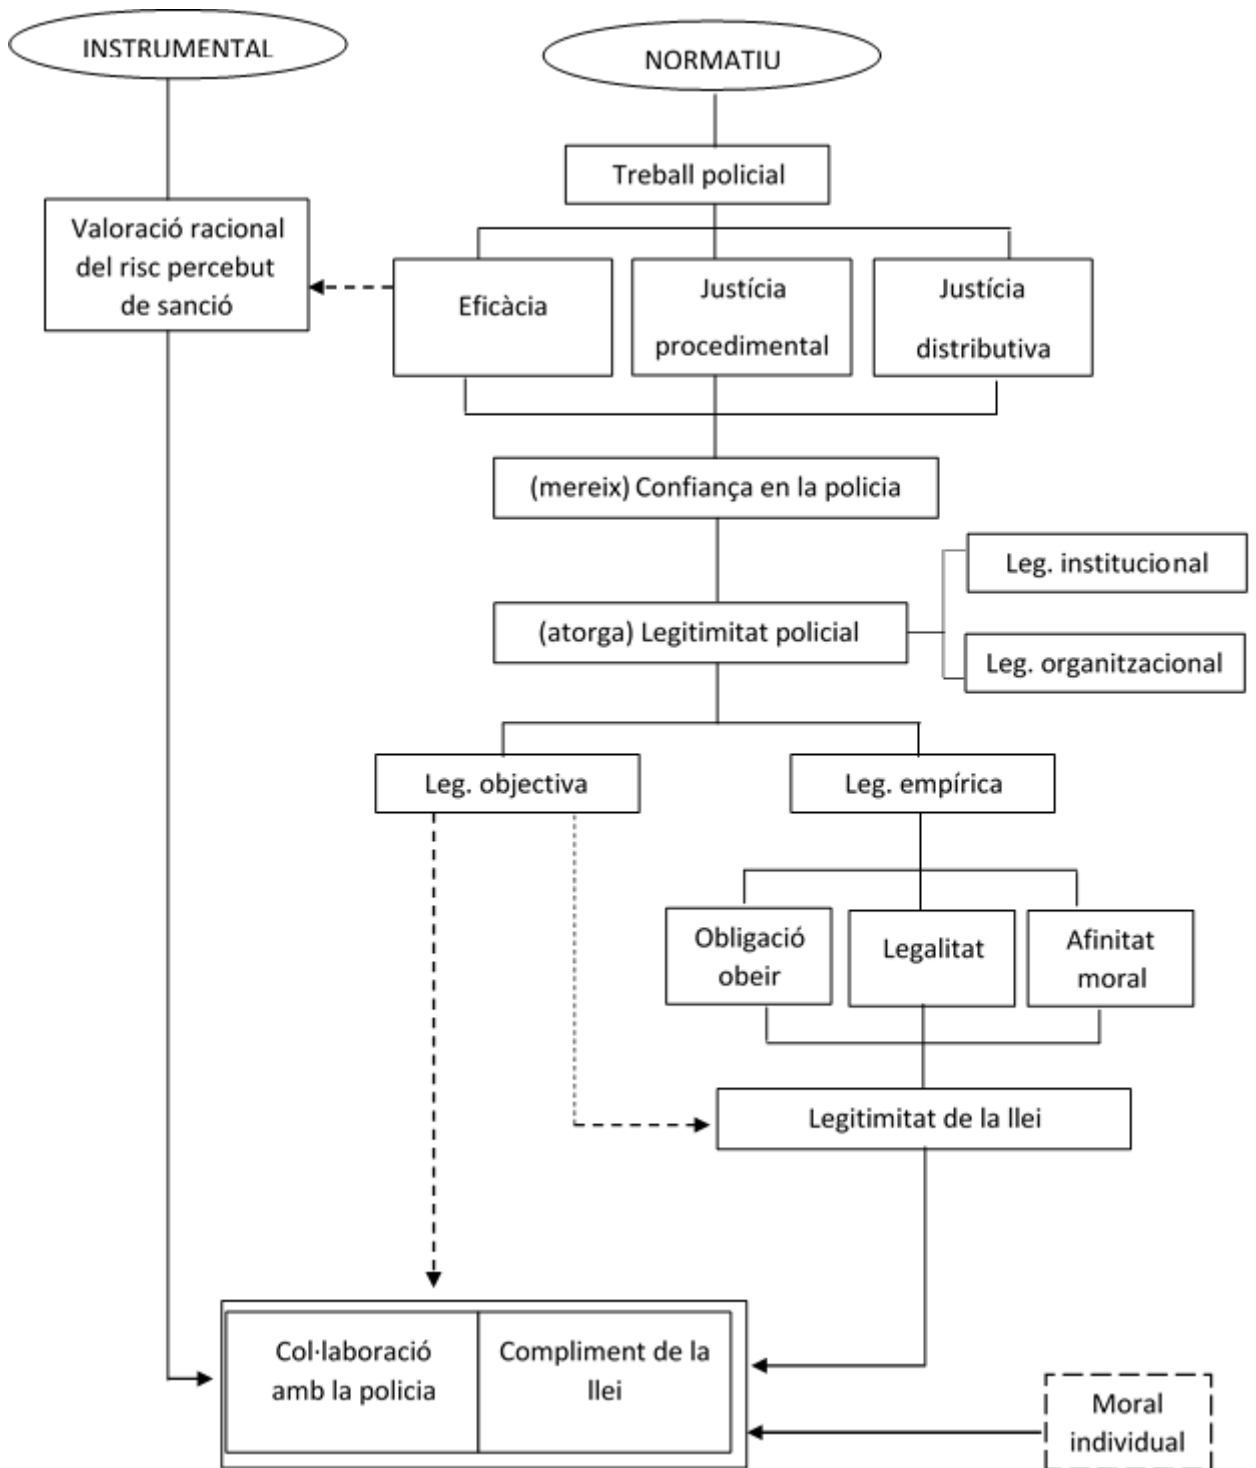 INSTRUMENTAL
NORMATIU
Treball policial
Valoració racional
del risc percebut
de sanció
Eficàcia
Justícia
procedimental
Justícia
distributiva
(mereix) Confiança en la policia
Leg. institucional
(atorga) Legitimitat policial
Leg. organitzacional
Leg. objectiva
Leg. empírica
Obligació
obeir
Legalitat
Afinitat
moral
Legitimitat de la llei
Col·laboració
amb la policia
Compliment de la
llei
Moral
individual